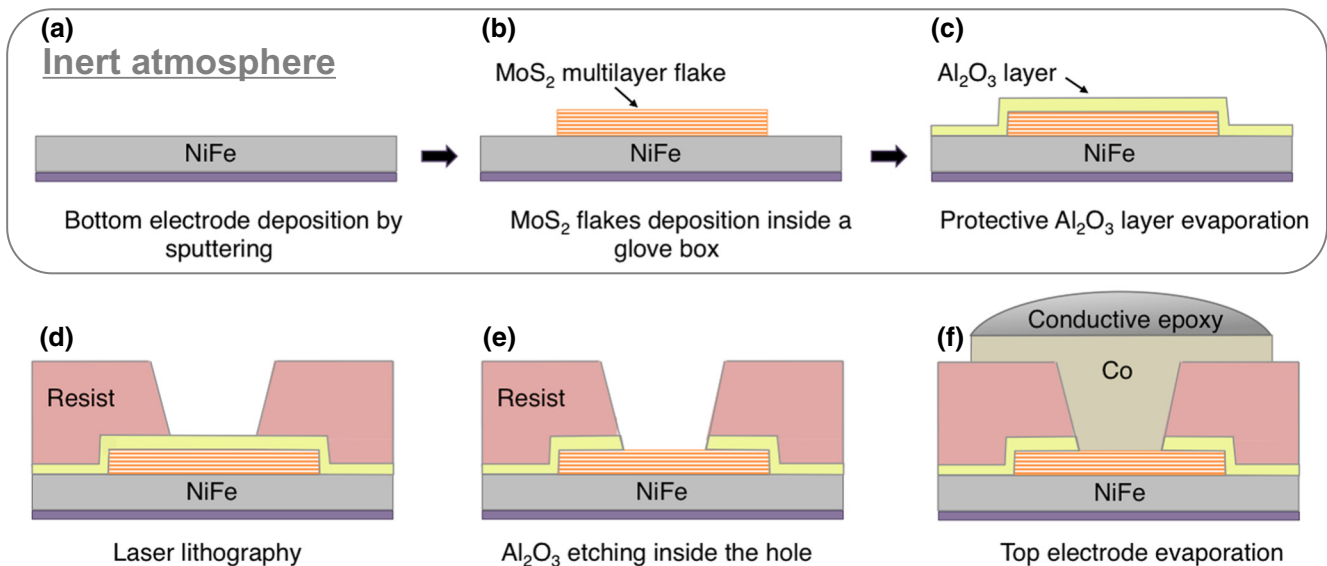 (a)
Inert atmosphere
NiFe
Bottom electrode deposition by
sputtering
(b)
MoS₂ multilayer flake
NiFe
MoS₂ flakes deposition inside a
glove box
(c)
Al₂O₃ layer
NiFe
Protective Al₂O₃ layer evaporation
(d)
Resist
NiFe
Laser lithography
(e)
Resist
NiFe
Al₂O₃ etching inside the hole
(f)
Conductive epoxy
Co
NiFe
Top electrode evaporation